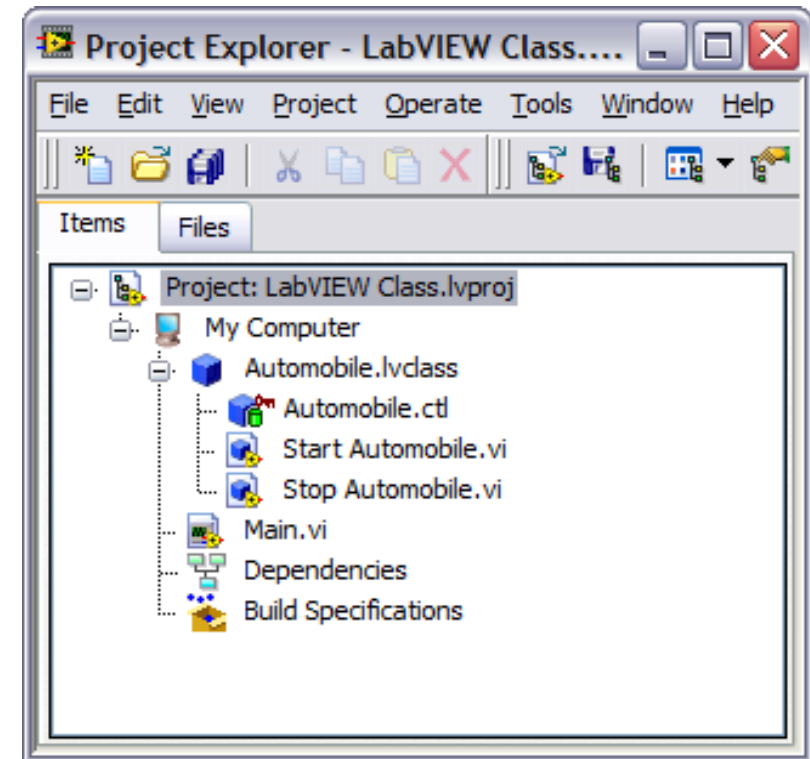 Project Explorer - LabVIEW Class....
File Edit View Project Operate Tools Window Help
Items Files
Project: LabVIEW Class.lvproj
My Computer
Automobile.lvclass
Automobile.ctl
Start Automobile.vi
Stop Automobile.vi
Main.vi
Dependencies
Build Specifications